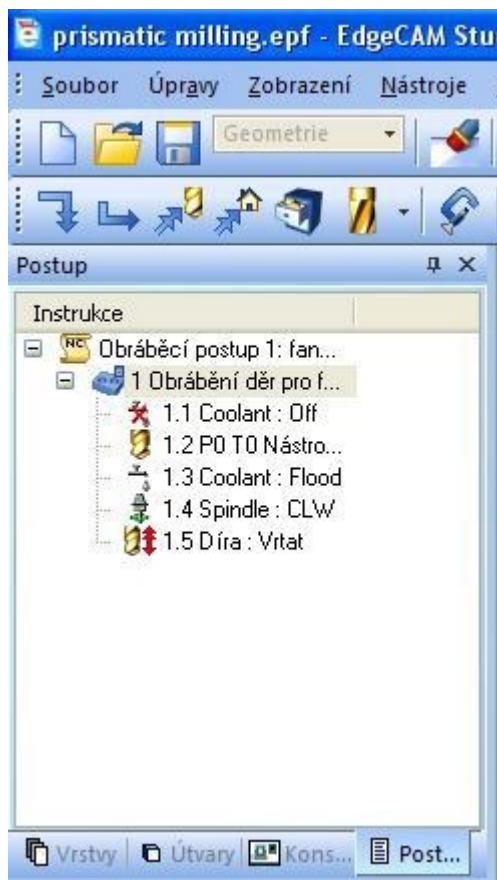 prismatic milling.epf - EdgeCAM Stu
Soubor Úpravy Zobrazení Nástroje
Geometrie
Postup
Instrukce
NC Obráběcí postup 1: fan...
1 Obrábění děr pro f...
1.1 Coolant : Off
1.2 P0 T0 Nástro...
1.3 Coolant : Flood
1.4 Spindle : CLW
1.5 Díra : Vrtat
Vrstvy Útvary Kons... Post...